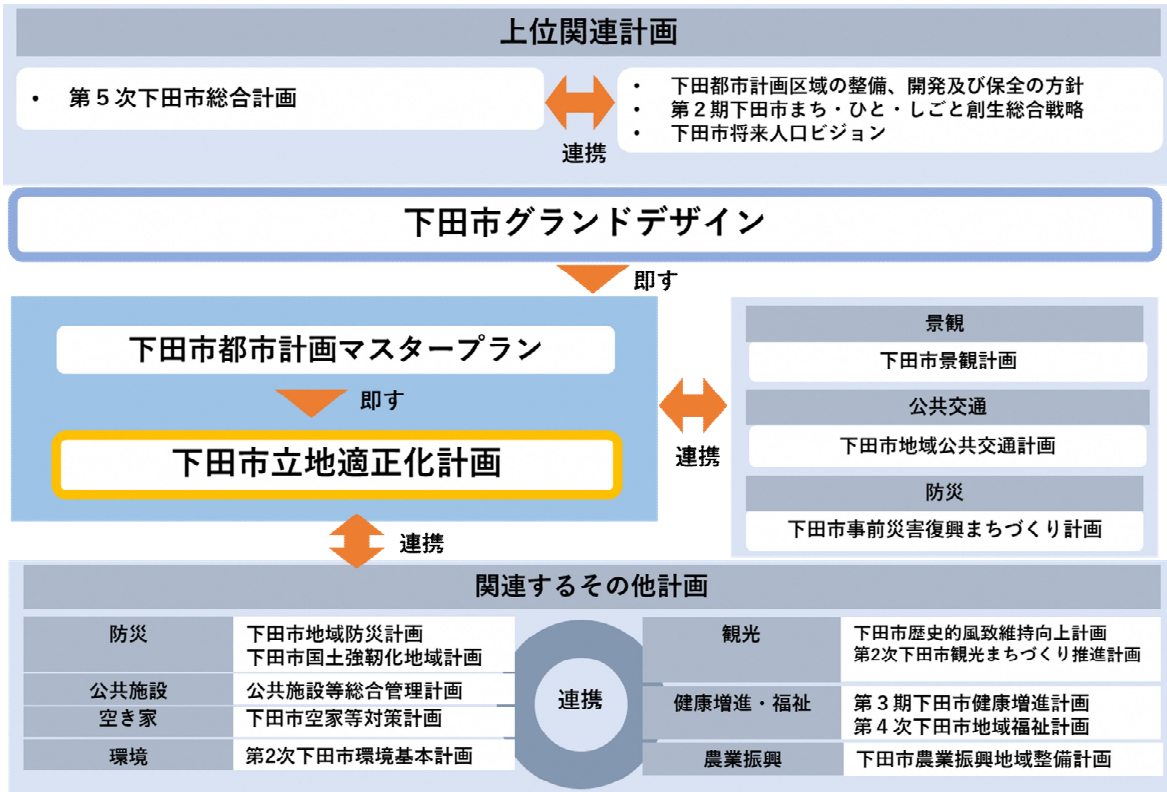 上位関連計画
• 第５次下田市総合計画
連携
• 下田都市計画区域の整備、開発及び保全の方針
• 第２期下田市まち・ひと・しごと創生総合戦略
• 下田市将来人口ビジョン
下田市グランドデザイン
即す
下田市都市計画マスタープラン
即す
下田市立地適正化計画
連携
景観
下田市景観計画
公共交通
下田市地域公共交通計画
防災
下田市事前災害復興まちづくり計画
連携
関連するその他計画
防災
下田市地域防災計画
下田市国土強靭化地域計画
公共施設
公共施設等総合管理計画
空き家
下田市空家等対策計画
環境
第2次下田市環境基本計画
連携
観光
下田市歴史的風致維持向上計画
第2次下田市観光まちづくり推進計画
健康増進・福祉
第３期下田市健康増進計画
第４次下田市地域福祉計画
農業振興
下田市農業振興地域整備計画